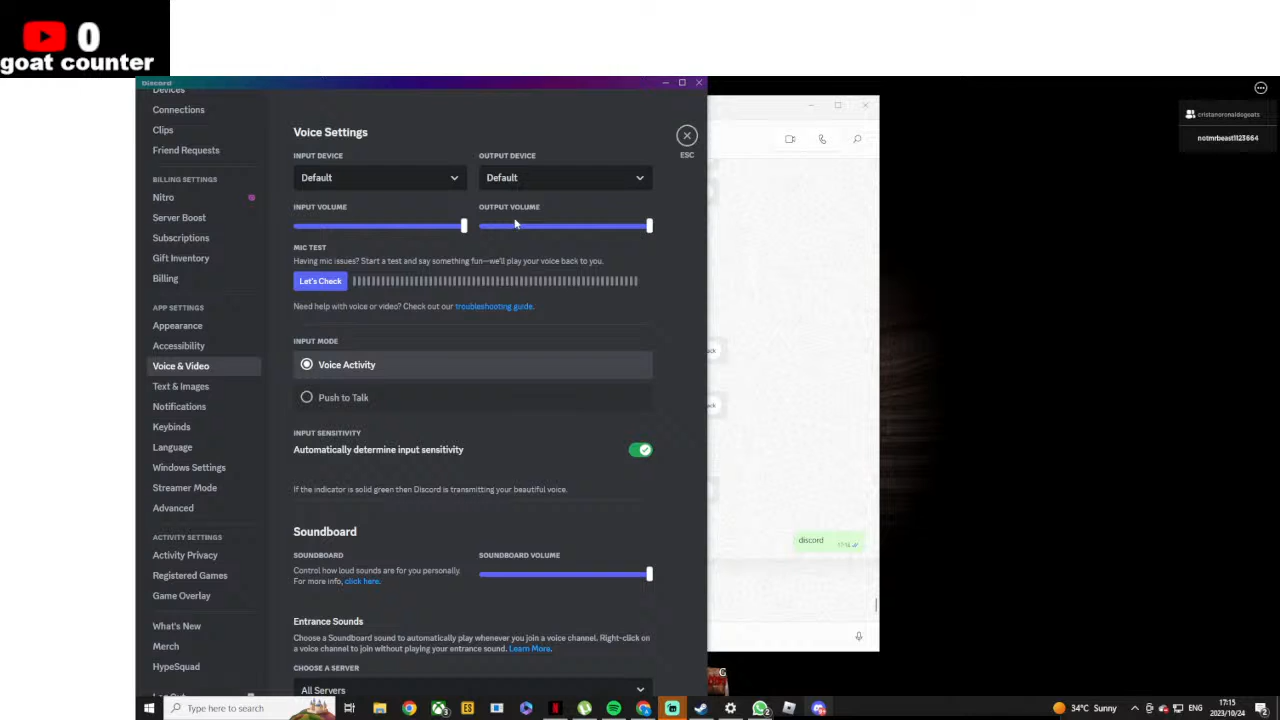 0
goat counter
Discord
Devices
Connections
Clips
Friend Requests
BILLING SETTINGS
Nitro
Server Boost
Subscriptions
Gift Inventory
Billing
APP SETTINGS
Appearance
Accessibility
Voice & Video
Text & Images
Notifications
Keybinds
Language
Windows Settings
Streamer Mode
Advanced
ACTIVITY SETTINGS
Activity Privacy
Registered Games
Game Overlay
What's New
Merch
HypeSquad
Log Out
Voice Settings
ESC
INPUT DEVICE
OUTPUT DEVICE
Default
Default
INPUT VOLUME
OUTPUT VOLUME
MIC TEST
Having mic issues? Start a test and say something fun—we'll play your voice back to you.
Let's Check
Need help with voice or video? Check out our troubleshooting guide.
INPUT MODE
Voice Activity
Push to Talk
INPUT SENSITIVITY
Automatically determine input sensitivity
If the indicator is solid green then Discord is transmitting your beautiful voice.
Soundboard
SOUNDBOARD
SOUNDBOARD VOLUME
Control how loud sounds are for you personally.
For more info, click here.
Entrance Sounds
Choose a Soundboard sound to automatically play whenever you join a voice channel. Right-click on
a voice channel to join without playing your entrance sound. Learn More.
CHOOSE A SERVER
All Servers
discord
17:14
cristanoronaldogoats
notmrbeast1123664
Type here to search
34°C Sunny
17:15
2023/10/24